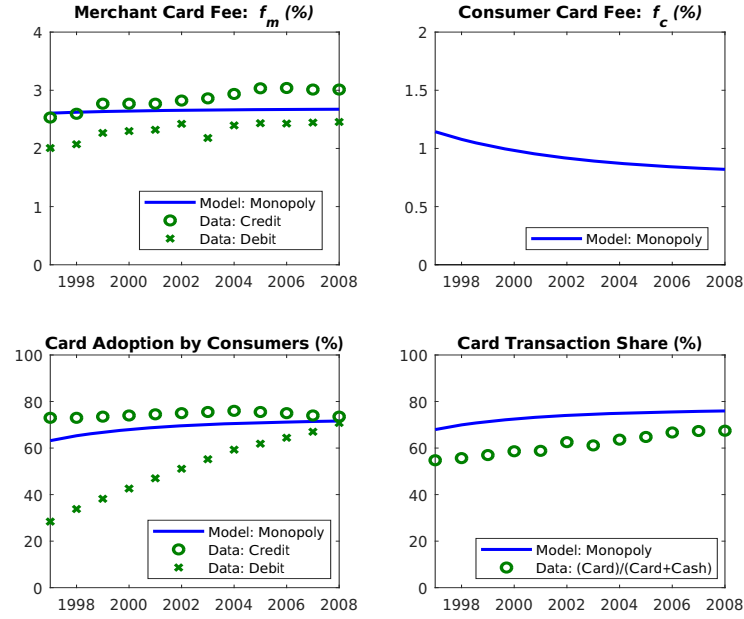 Merchant Card Fee: f_m (%)
4
3
2
1
0
1998 2000 2002 2004 2006 2008
Model: Monopoly
Data: Credit
Data: Debit
Consumer Card Fee: f_c (%)
2
1.5
1
0.5
0
1998 2000 2002 2004 2006 2008
Model: Monopoly
Card Adoption by Consumers (%)
100
80
60
40
20
0
1998 2000 2002 2004 2006 2008
Model: Monopoly
Data: Credit
Data: Debit
Card Transaction Share (%)
100
80
60
40
20
0
1998 2000 2002 2004 2006 2008
Model: Monopoly
Data: (Card)/(Card+Cash)